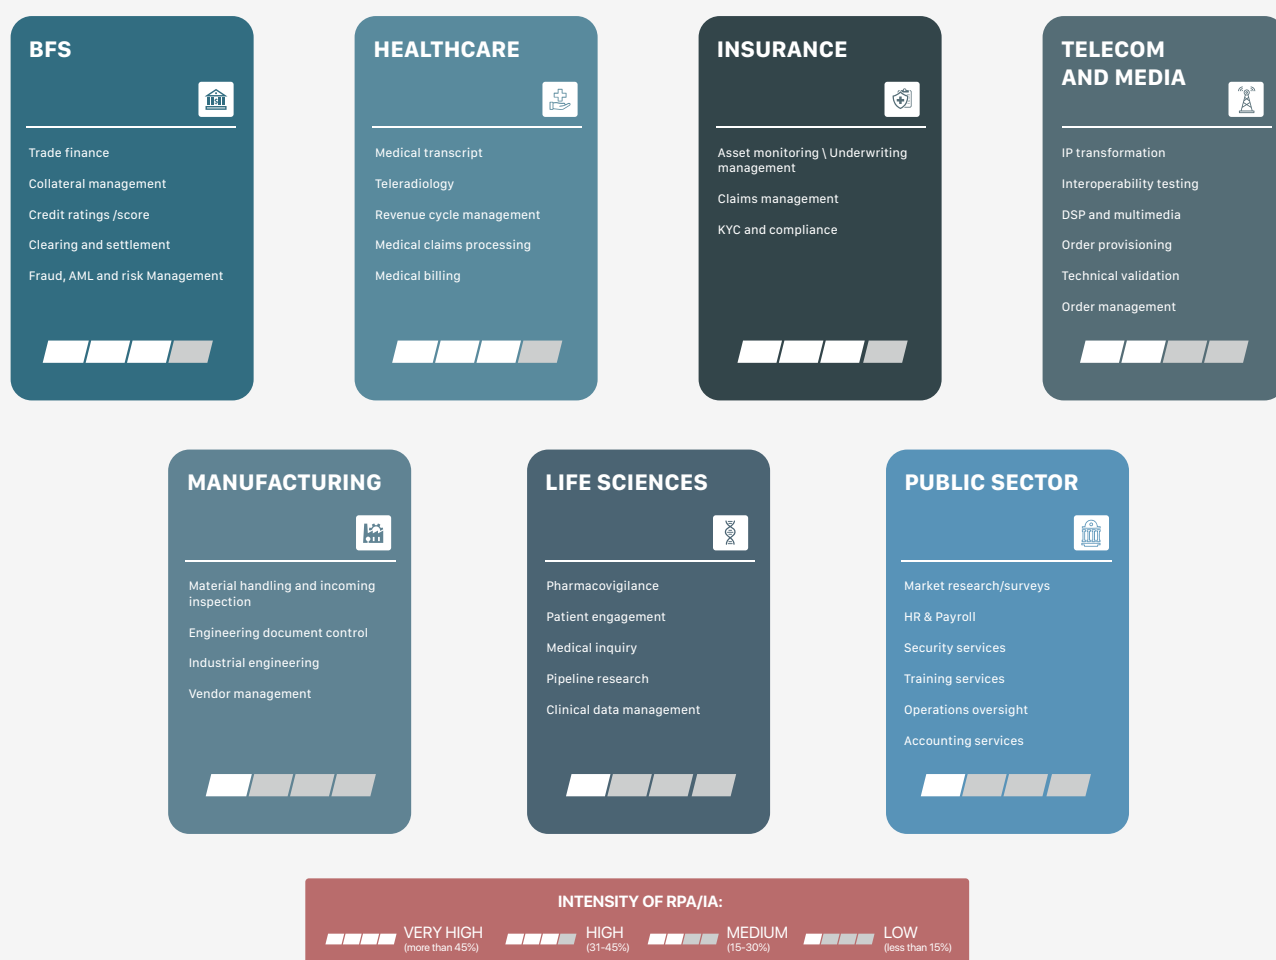 BFS
Trade finance
Collateral management
Credit ratings /score
Clearing and settlement
Fraud, AML and risk Management
HEALTHCARE
Medical transcript
Teleradiology
Revenue cycle management
Medical claims processing
Medical billing
INSURANCE
Asset monitoring \ Underwriting
management
Claims management
KYC and compliance
TELECOM
AND MEDIA
IP transformation
Interoperability testing
DSP and multimedia
Order provisioning
Technical validation
Order management
MANUFACTURING
Material handling and incoming
inspection
Engineering document control
Industrial engineering
Vendor management
LIFE SCIENCES
Pharmacovigilance
Patient engagement
Medical inquiry
Pipeline research
Clinical data management
PUBLIC SECTOR
Market research/surveys
HR & Payroll
Security services
Training services
Operations oversight
Accounting services
INTENSITY OF RPA/IA:
VERY HIGH
(more than 45%)
HIGH
(31-45%)
MEDIUM
(15-30%)
LOW
(less than 15%)